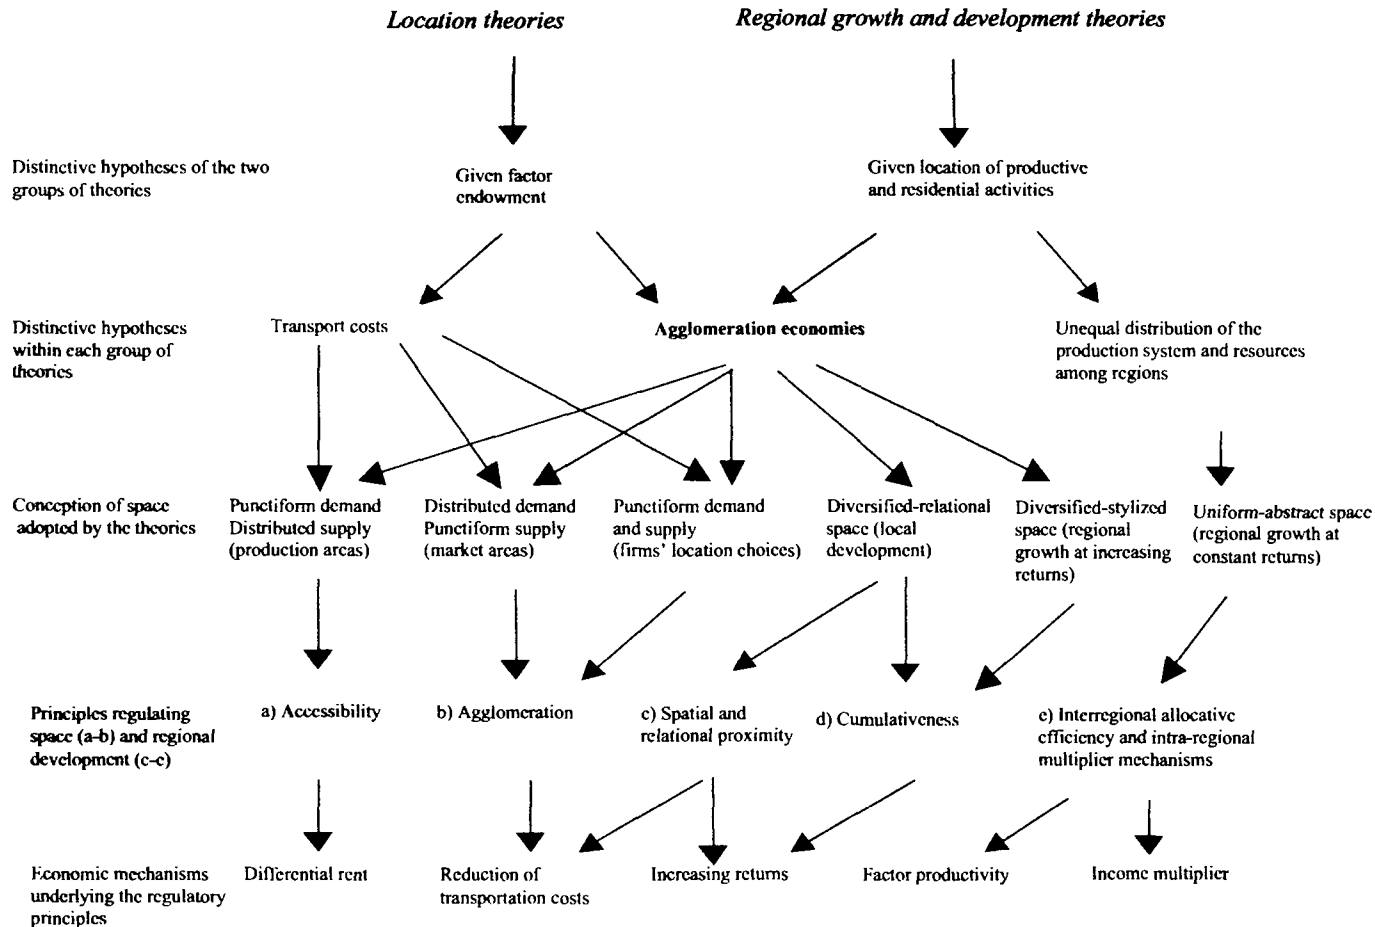 Location theories
Regional growth and development theories
Distinctive hypotheses of the two
groups of theories
Given factor
endowment
Given location of productive
and residential activities
Distinctive hypotheses
within each group of
theories
Transport costs
Agglomeration economies
Unequal distribution of the
production system and resources
among regions
Conception of space
adopted by the theories
Punctiform demand
Distributed supply
(production areas)
Distributed demand
Punctiform supply
(market areas)
Punctiform demand
and supply
(firms' location choices)
Diversified-relational
space (local
development)
Diversified-stylized
space (regional
growth at increasing
returns)
Uniform-abstract space
(regional growth at
constant returns)
Principles regulating
space (a–b) and regional
development (c–e)
a) Accessibility
b) Agglomeration
c) Spatial and
relational proximity
d) Cumulativeness
e) Interregional allocative
efficiency and intra-regional
multiplier mechanisms
Economic mechanisms
underlying the regulatory
principles
Differential rent
Reduction of
transportation costs
Increasing returns
Factor productivity
Income multiplier